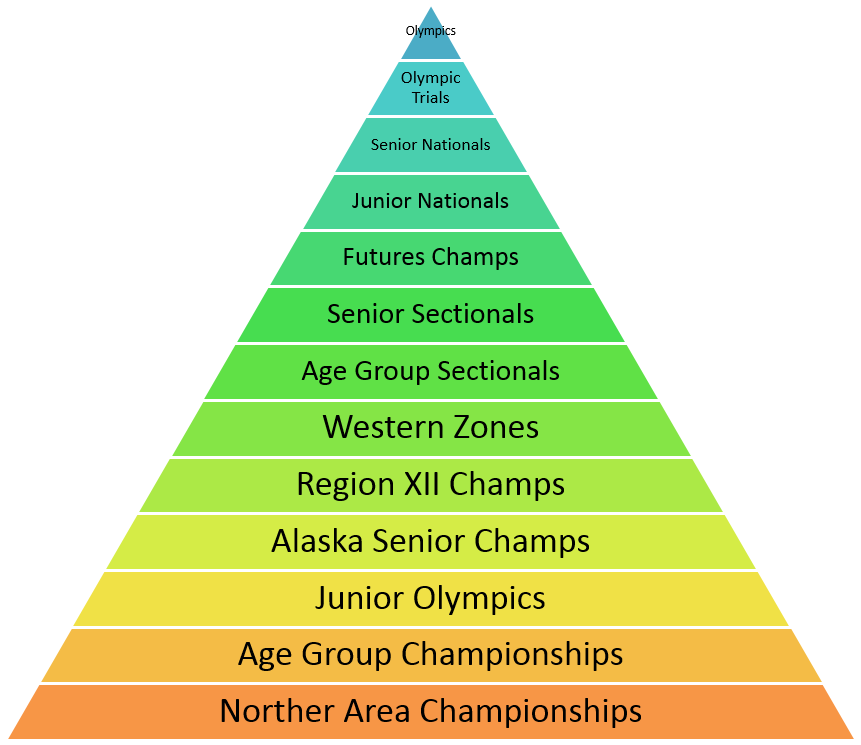 Olympics
Olympic
Trials
Senior Nationals
Junior Nationals
Futures Champs
Senior Sectionals
Age Group Sectionals
Western Zones
Region XII Champs
Alaska Senior Champs
Junior Olympics
Age Group Championships
Norther Area Championships